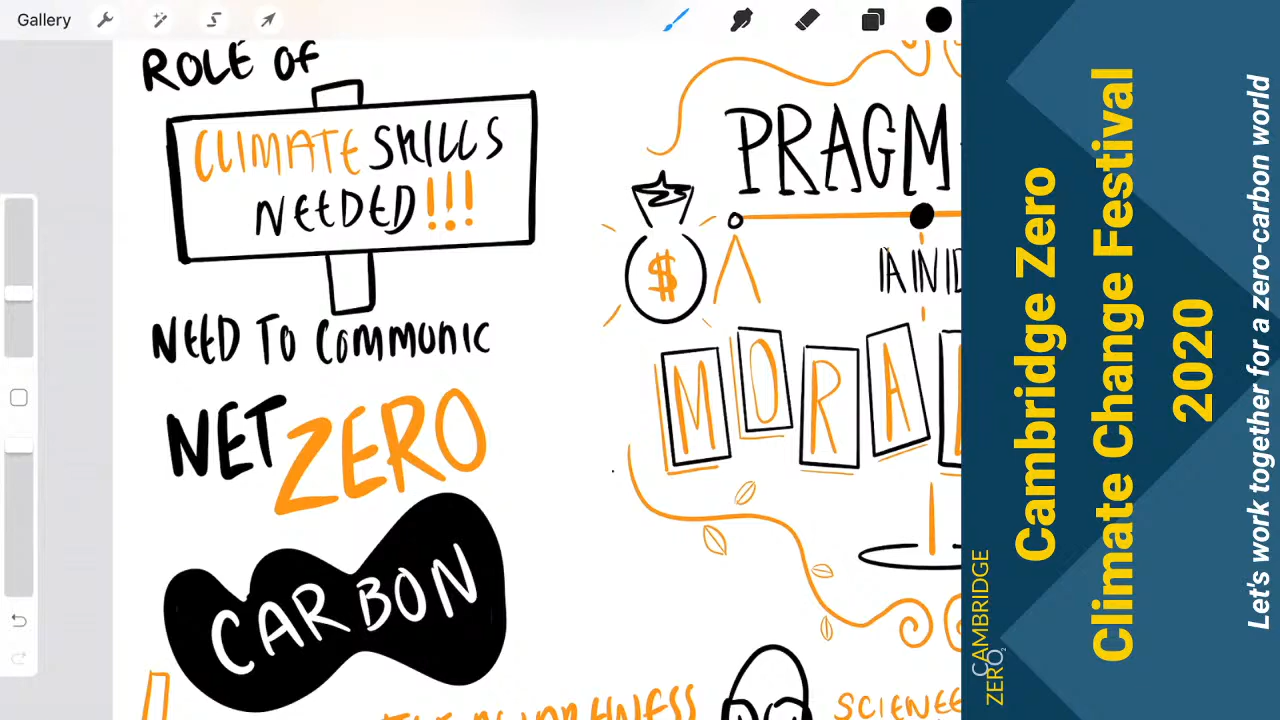 Gallery
ROLE OF
CLIMATE SKILLS
NEEDED!!!
NEED TO COMMUNIC
NET ZERO
CARBON
$
PRAGM
AND
MORA
SCIENCE
CAMBRIDGE
ZERO₂
Cambridge Zero
Climate Change Festival
2020
Let's work together for a zero-carbon world